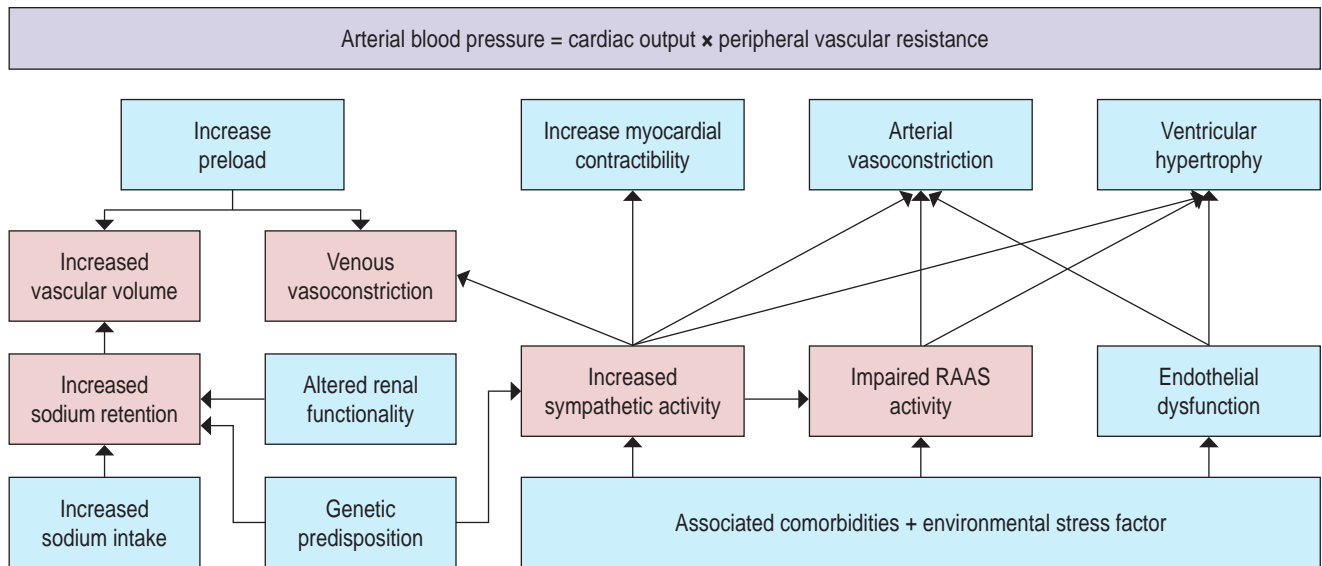 Arterial blood pressure = cardiac output × peripheral vascular resistance
Increase
preload
Increase myocardial
contractibility
Arterial
vasoconstriction
Ventricular
hypertrophy
Increased
vascular volume
Venous
vasoconstriction
Increased
sodium retention
Altered renal
functionality
Increased
sympathetic activity
Impaired RAAS
activity
Endothelial
dysfunction
Increased
sodium intake
Genetic
predisposition
Associated comorbidities + environmental stress factor